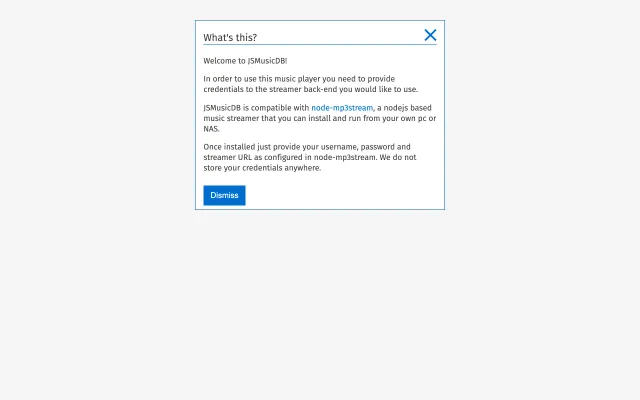 What's this?
Welcome to JSMusicDB!
In order to use this music player you need to provide
credentials to the streamer back-end you would like to use.
JSMusicDB is compatible with node-mp3stream, a nodejs based
music streamer that you can install and run from your own pc or
NAS.
Once installed just provide your username, password and
streamer URL as configured in node-mp3stream. We do not
store your credentials anywhere.
Dismiss